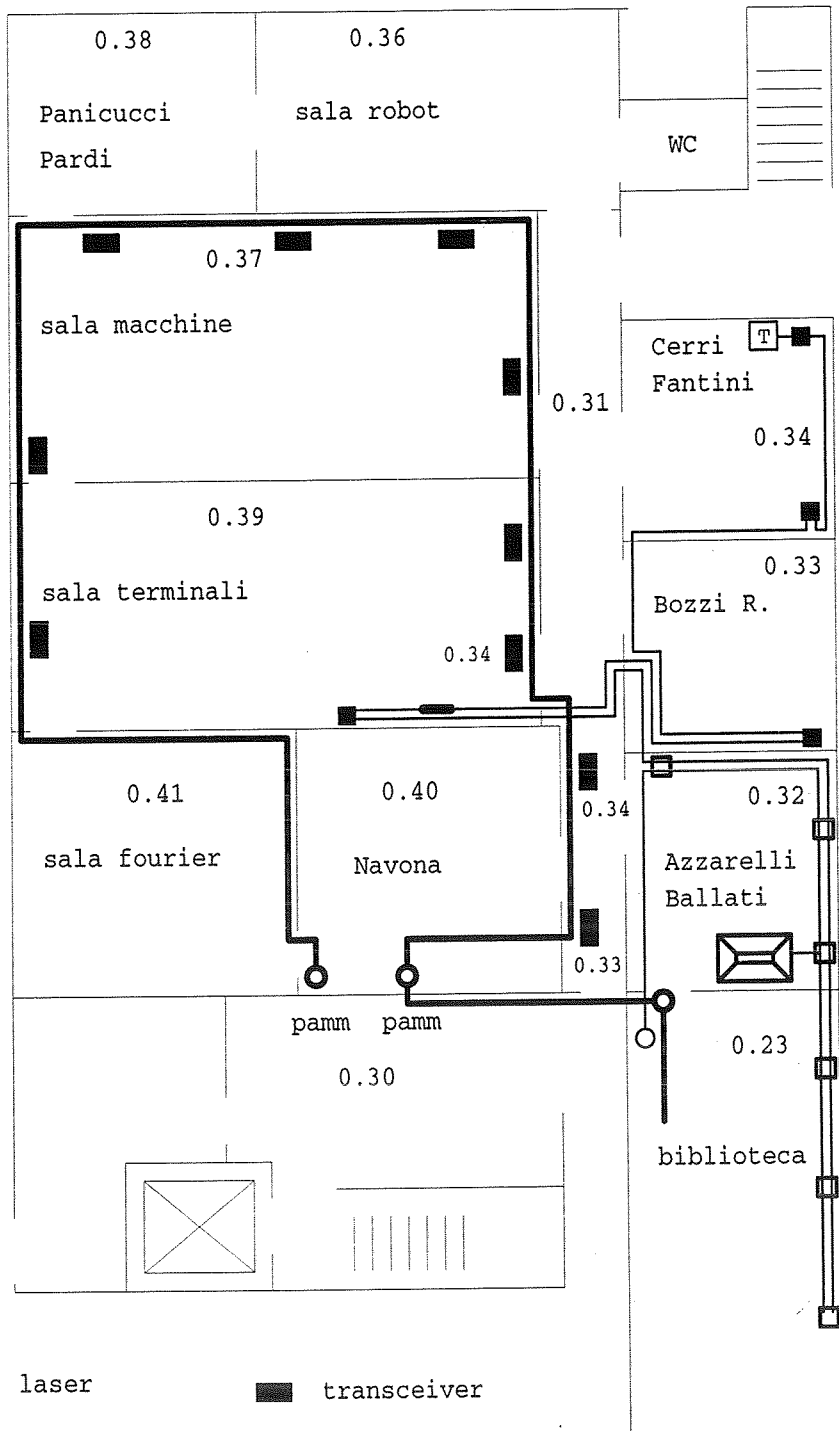 0.38
0.36
Panicucci
Pardi
sala robot
WC
0.37
sala macchine
Cerri
Fantini
T
0.31
0.34
0.39
sala terminali
0.33
Bozzi R.
0.34
0.41
0.40
0.34
0.32
sala fourier
Navona
Azzarelli
Ballati
0.33
pamm
pamm
0.23
0.30
biblioteca
laser
transceiver